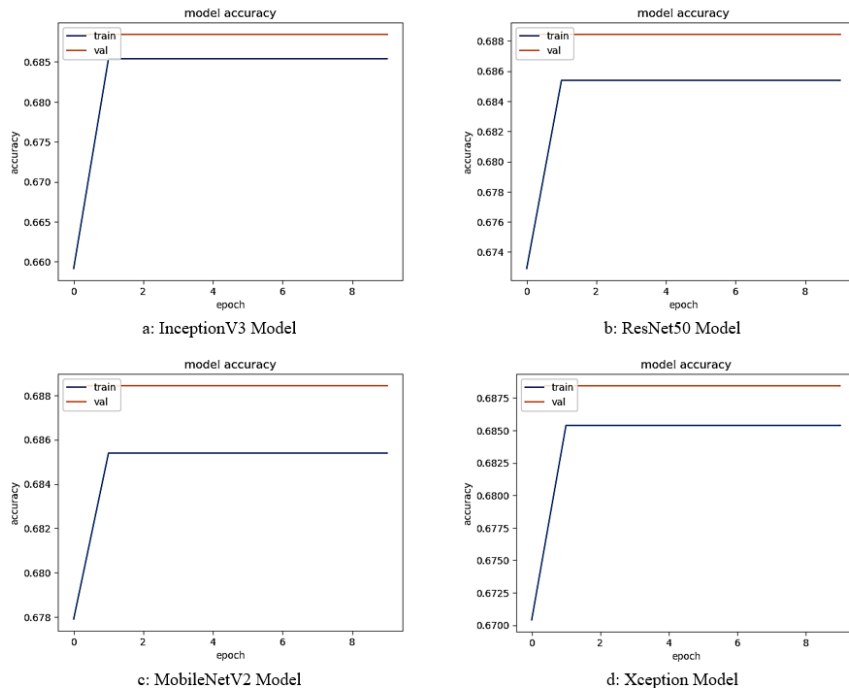 model accuracy
train
val
0.685
0.680
0.675
0.670
0.665
0.660
accuracy
0 2 4 6 8
epoch
a: InceptionV3 Model
model accuracy
train
val
0.688
0.686
0.684
0.682
0.680
0.678
0.676
0.674
accuracy
0 2 4 6 8
epoch
b: ResNet50 Model
model accuracy
train
val
0.688
0.686
0.684
0.682
0.680
0.678
accuracy
0 2 4 6 8
epoch
c: MobileNetV2 Model
model accuracy
train
val
0.6875
0.6850
0.6825
0.6800
0.6775
0.6750
0.6725
0.6700
accuracy
0 2 4 6 8
epoch
d: Xception Model